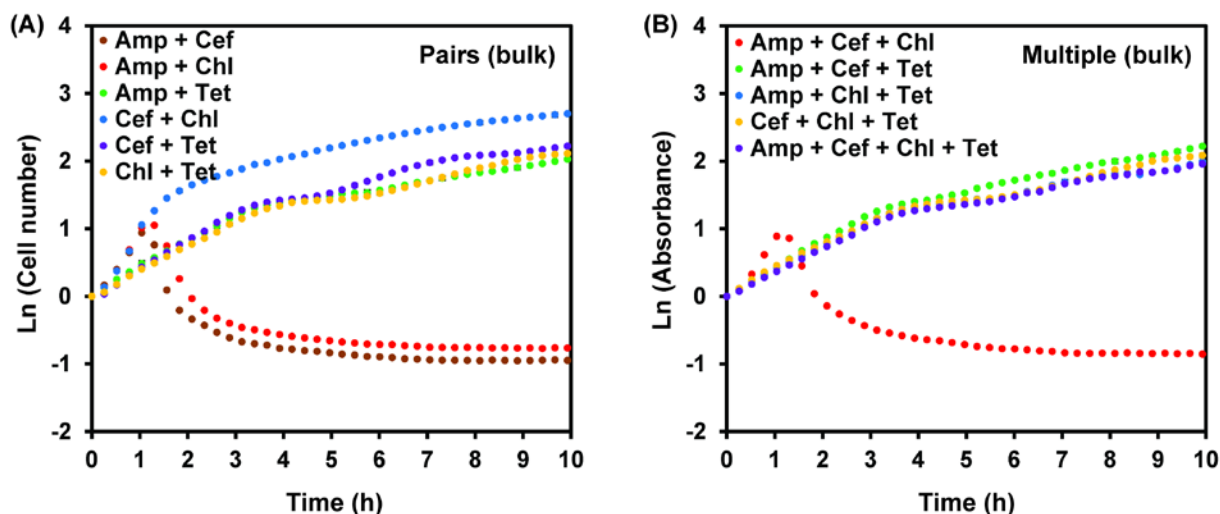 (A)
4
3
2
1
0
-1
-2
Ln (Cell number)
Amp + Cef
Amp + Chl
Amp + Tet
Cef + Chl
Cef + Tet
Chl + Tet
Pairs (bulk)
0 1 2 3 4 5 6 7 8 9 10
Time (h)
(B)
4
3
2
1
0
-1
-2
Ln (Absorbance)
Amp + Cef + Chl
Amp + Cef + Tet
Amp + Chl + Tet
Cef + Chl + Tet
Amp + Cef + Chl + Tet
Multiple (bulk)
0 1 2 3 4 5 6 7 8 9 10
Time (h)